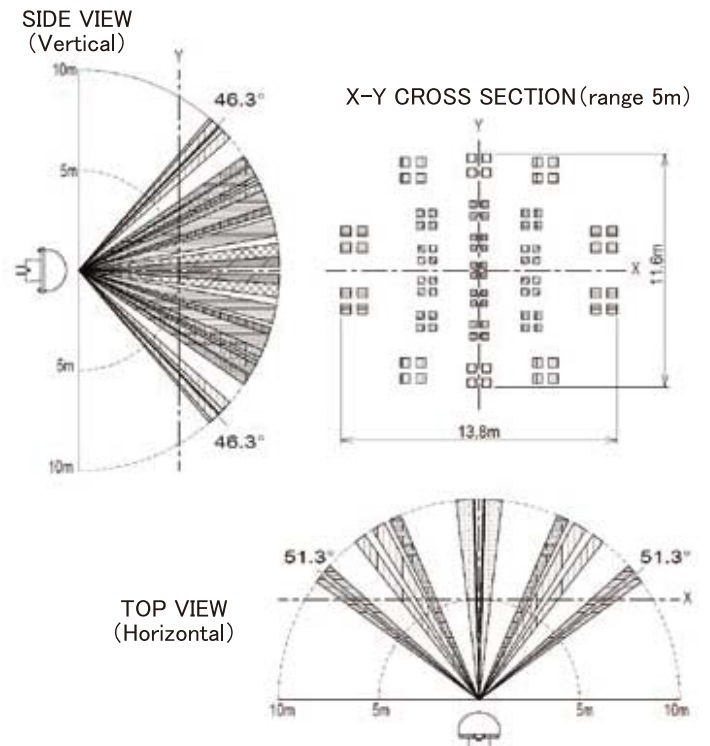 SIDE VIEW
(Vertical)
Y
10m
46.3°
5m
5m
46.3°
10m
X-Y CROSS SECTION(range 5m)
Y
X
11.6m
13.8m
TOP VIEW
(Horizontal)
51.3°
51.3°
X
10m
5m
5m
10m